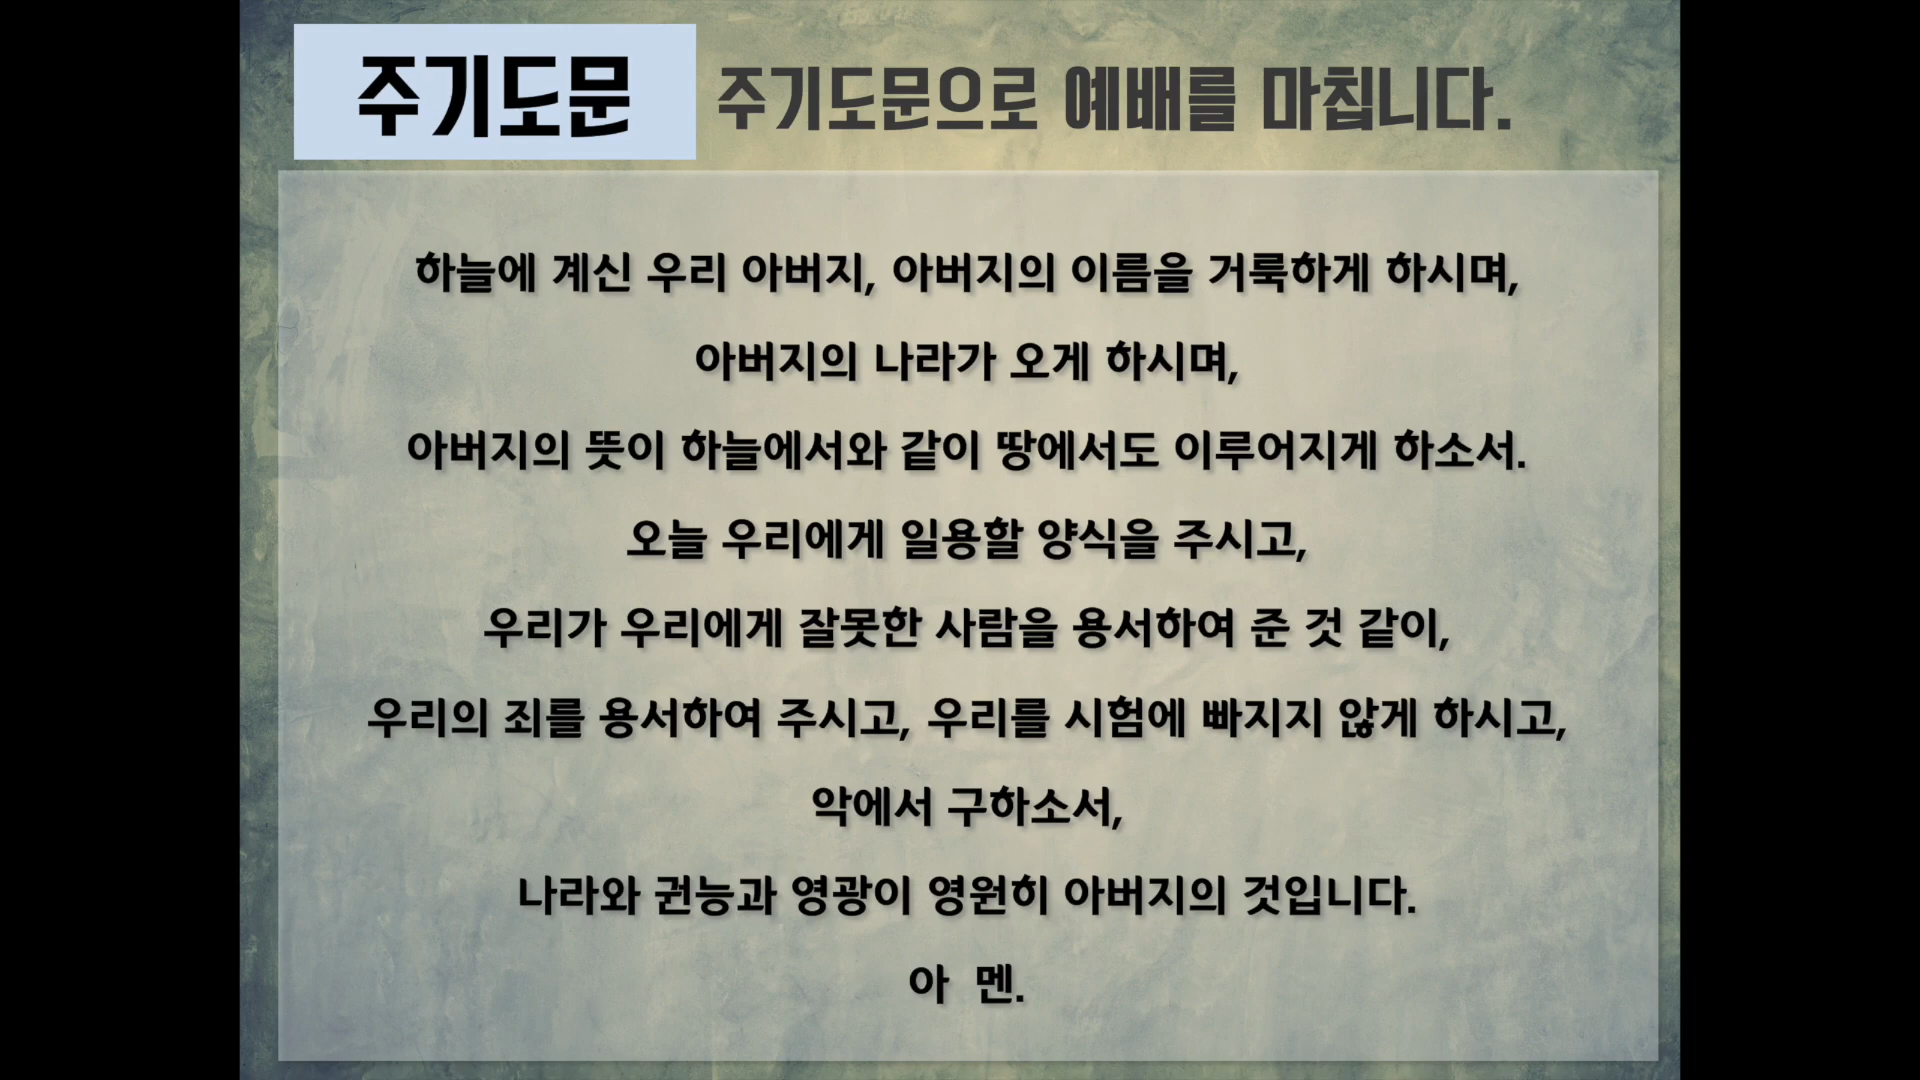 주기도문
주기도문으로 예배를 마칩니다.
하늘에 계신 우리 아버지, 아버지의 이름을 거룩하게 하시며,
아버지의 나라가 오게 하시며,
아버지의 뜻이 하늘에서와 같이 땅에서도 이루어지게 하소서.
오늘 우리에게 일용할 양식을 주시고,
우리가 우리에게 잘못한 사람을 용서하여 준 것 같이,
우리의 죄를 용서하여 주시고, 우리를 시험에 빠지지 않게 하시고,
악에서 구하소서,
나라와 권능과 영광이 영원히 아버지의 것입니다.
아 멘.